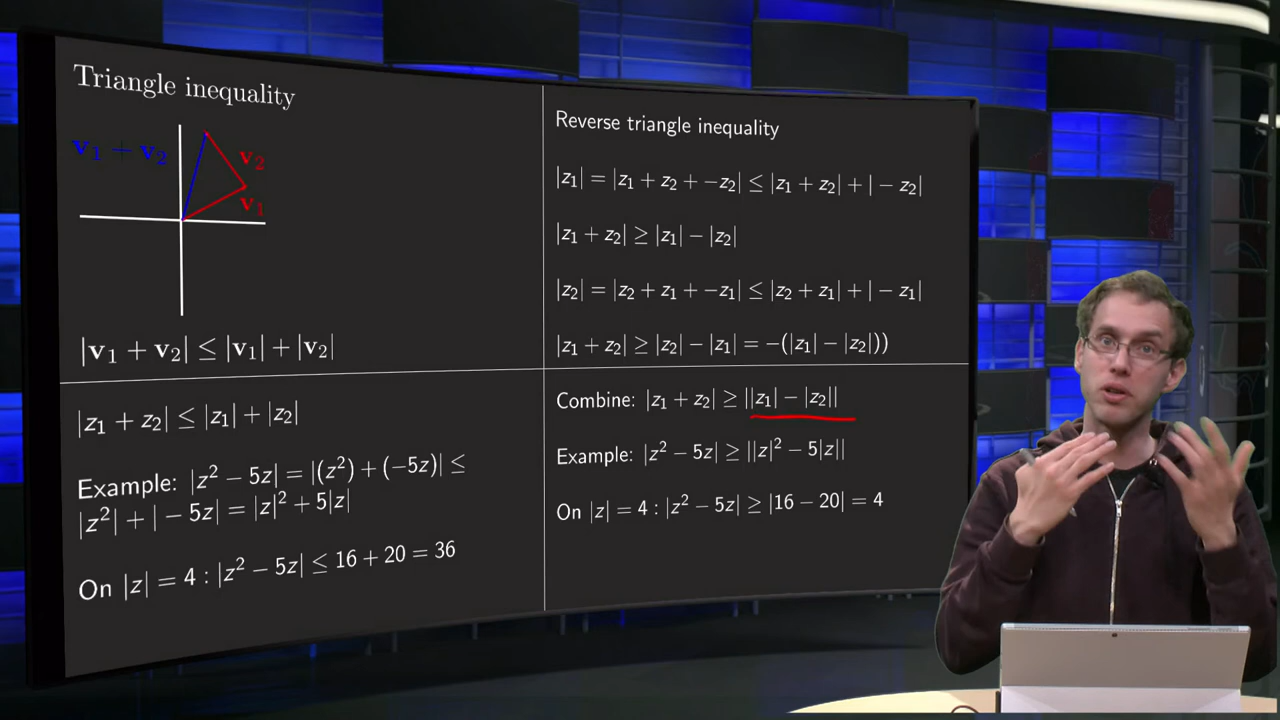 Triangle inequality
v₁ + v₂
v₂
v₁
|v₁ + v₂| ≤ |v₁| + |v₂|
|z₁ + z₂| ≤ |z₁| + |z₂|
Example: |z² − 5z| = |(z²) + (−5z)| ≤
|z²| + | − 5z| = |z|² + 5|z|
On |z| = 4 : |z² − 5z| ≤ 16 + 20 = 36
Reverse triangle inequality
|z₁| = |z₁ + z₂ + −z₂| ≤ |z₁ + z₂| + | − z₂|
|z₁ + z₂| ≥ |z₁| − |z₂|
|z₂| = |z₂ + z₁ + −z₁| ≤ |z₂ + z₁| + | − z₁|
|z₁ + z₂| ≥ |z₂| − |z₁| = −(|z₁| − |z₂|))
Combine: |z₁ + z₂| ≥ ||z₁| − |z₂||
Example: |z² − 5z| ≥ ||z|² − 5|z||
On |z| = 4 : |z² − 5z| ≥ |16 − 20| = 4